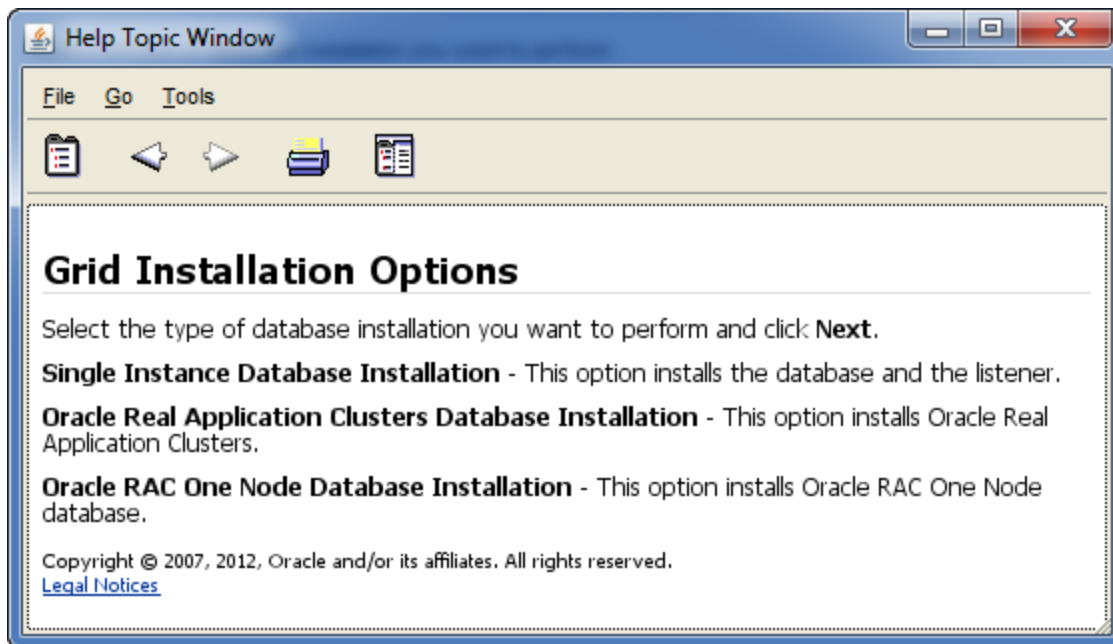 Help Topic Window
File Go Tools
Grid Installation Options
Select the type of database installation you want to perform and click Next.
Single Instance Database Installation - This option installs the database and the listener.
Oracle Real Application Clusters Database Installation - This option installs Oracle Real
Application Clusters.
Oracle RAC One Node Database Installation - This option installs Oracle RAC One Node
database.
Copyright © 2007, 2012, Oracle and/or its affiliates. All rights reserved.
Legal Notices